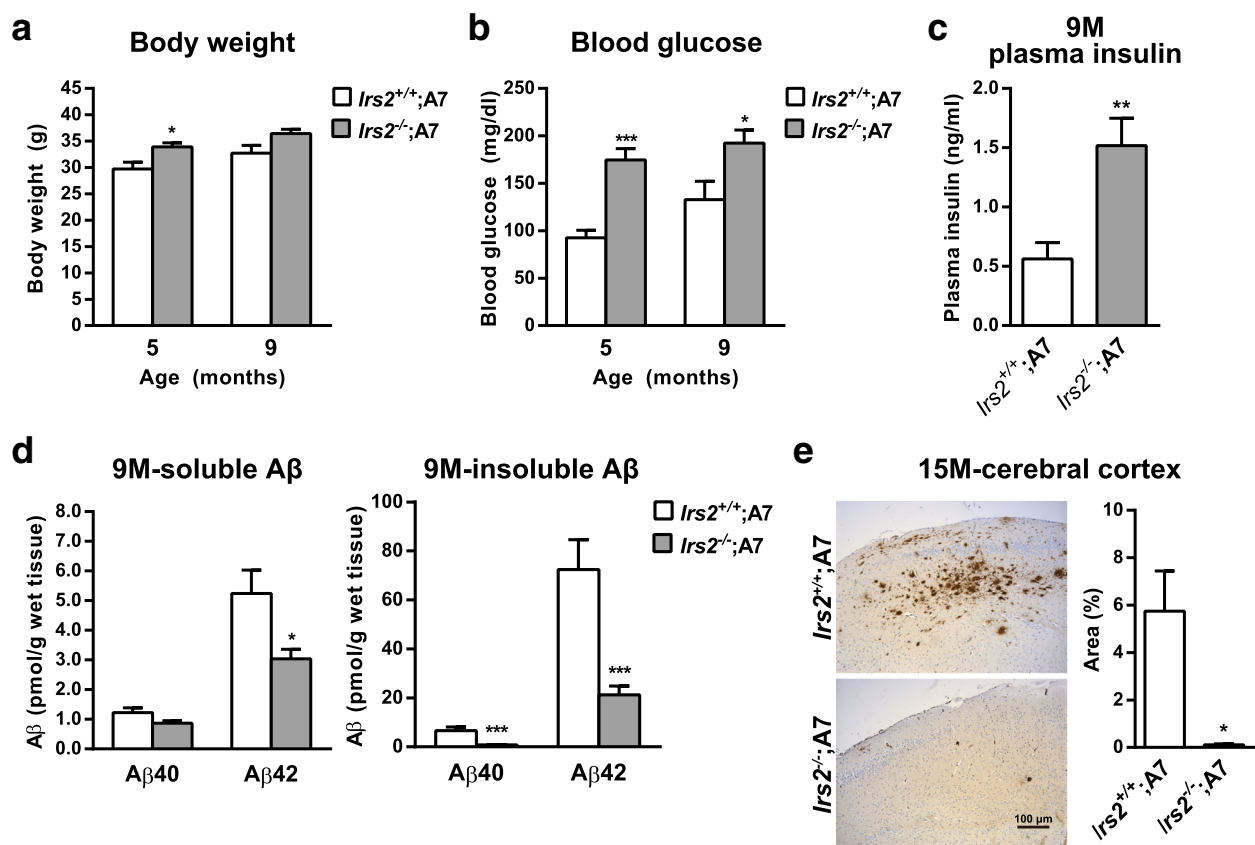 a
Body weight
45
40
35
30
25
20
15
10
5
0
Body weight (g)
*
5
9
Age (months)
Irs2+/+;A7
Irs2-/-;A7
b
Blood glucose
250
200
150
100
50
0
Blood glucose (mg/dl)
***
*
5
9
Age (months)
Irs2+/+;A7
Irs2-/-;A7
c
9M
plasma insulin
2.0
1.5
1.0
0.5
0.0
Plasma insulin (ng/ml)
**
Irs2+/+;A7
Irs2-/-;A7
d
9M-soluble Aβ
8.0
7.0
6.0
5.0
4.0
3.0
2.0
1.0
0.0
Aβ (pmol/g wet tissue)
*
Aβ40
Aβ42
9M-insoluble Aβ
100
80
60
40
20
0
Aβ (pmol/g wet tissue)
***
***
Aβ40
Aβ42
Irs2+/+;A7
Irs2-/-;A7
e
15M-cerebral cortex
Irs2+/+;A7
Irs2-/-;A7
100 μm
10
8
6
4
2
0
Area (%)
*
Irs2+/+;A7
Irs2-/-;A7